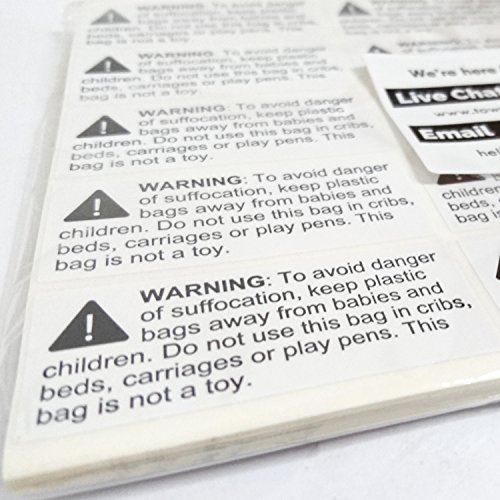 WARNING: To avoid danger
of suffocation, keep plastic
bags away from babies and
children. Do not use this bag in cribs,
beds, carriages or play pens. This
bag is not a toy.
WARNING: To avoid danger
of suffocation, keep plastic
bags away from babies and
children. Do not use this bag in cribs,
beds, carriages or play pens. This
bag is not a toy.
WARNING: To avoid danger
of suffocation, keep plastic
bags away from babies and
children. Do not use this bag in cribs,
beds, carriages or play pens. This
bag is not a toy.
WARNING: To avoid danger
of suffocation, keep plastic
bags away from babies and
children. Do not use this bag in cribs,
beds, carriages or play pens. This
bag is not a toy.
We're here
Live Chat
Email